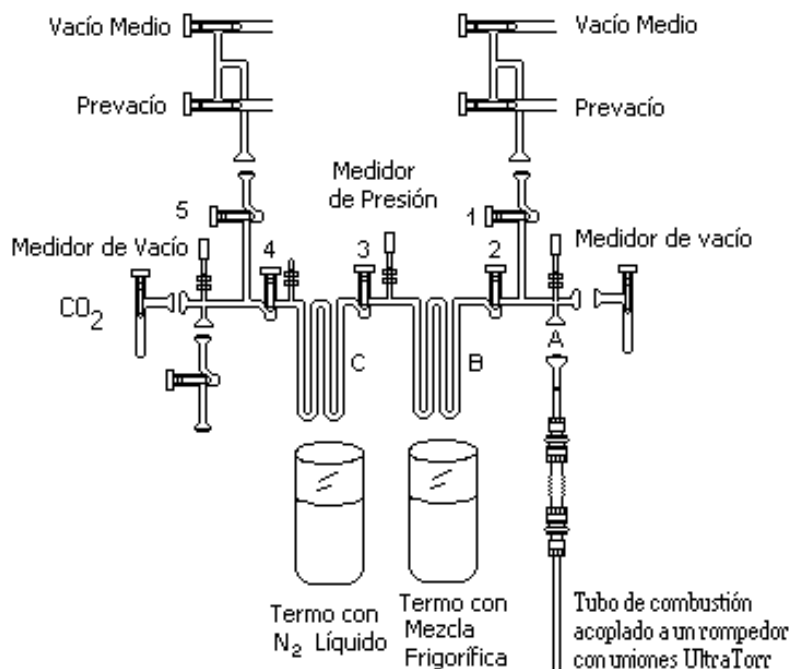 Vacío Medio
Vacío Medio
Prevacío
Prevacío
Medidor
de Presión
5
1
Medidor de Vacío
4
3
2
Medidor de vacío
CO2
A
C
B
Termo con
N2 Líquido
Termo con
Mezcla
Frigorífica
Tubo de combustión
acoplado a un rompedor
con uniones UltraTorr